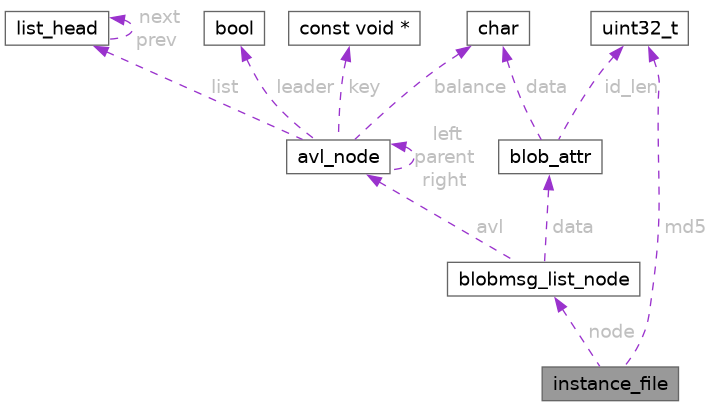 next
list_head
prev
bool
const void *
char
uint32_t
list
leader
key
balance
data
id_len
left
avl_node
parent
right
blob_attr
avl
data
md5
blobmsg_list_node
node
instance_file